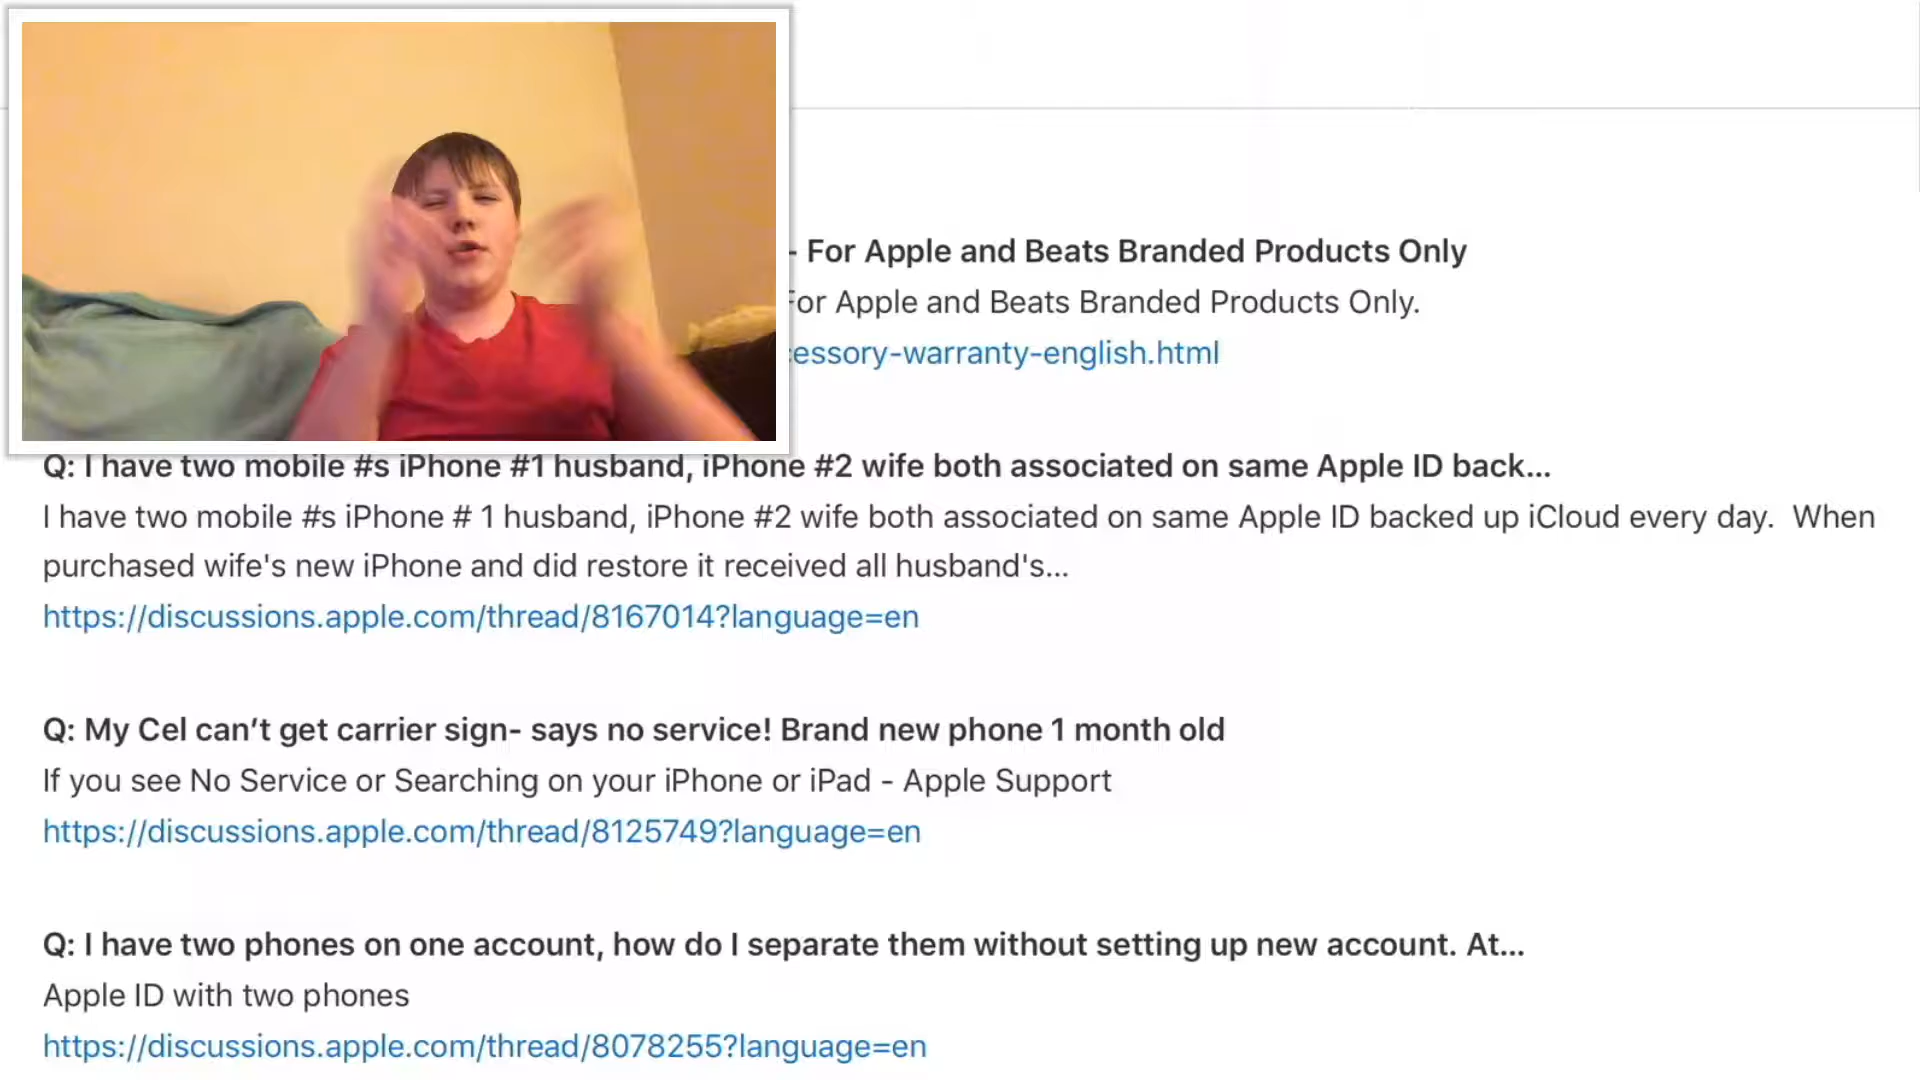 - For Apple and Beats Branded Products Only
For Apple and Beats Branded Products Only.
cessory-warranty-english.html
Q: I have two mobile #s iPhone #1 husband, iPhone #2 wife both associated on same Apple ID back...
I have two mobile #s iPhone # 1 husband, iPhone #2 wife both associated on same Apple ID backed up iCloud every day.  When
purchased wife's new iPhone and did restore it received all husband's...
https://discussions.apple.com/thread/8167014?language=en
Q: My Cel can’t get carrier sign- says no service! Brand new phone 1 month old
If you see No Service or Searching on your iPhone or iPad - Apple Support
https://discussions.apple.com/thread/8125749?language=en
Q: I have two phones on one account, how do I separate them without setting up new account. At...
Apple ID with two phones
https://discussions.apple.com/thread/8078255?language=en